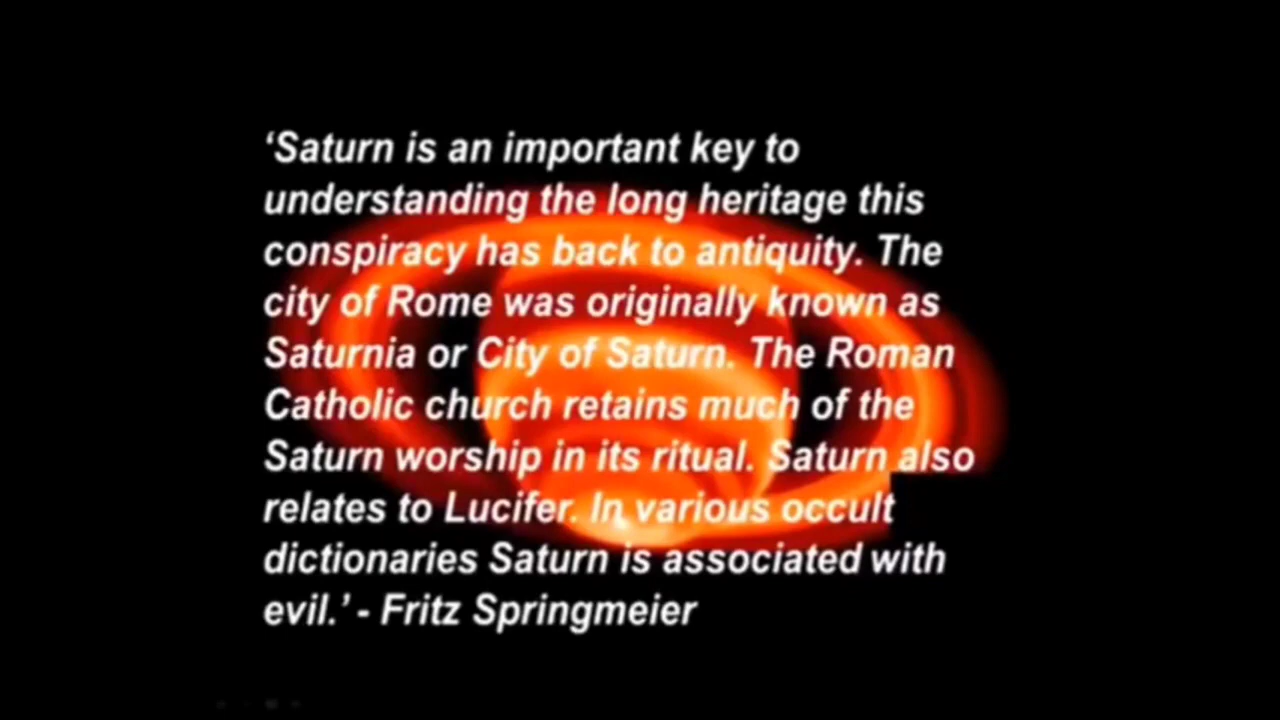 ‘Saturn is an important key to
understanding the long heritage this
conspiracy has back to antiquity. The
city of Rome was originally known as
Saturnia or City of Saturn. The Roman
Catholic church retains much of the
Saturn worship in its ritual. Saturn also
relates to Lucifer. In various occult
dictionaries Saturn is associated with
evil.’ - Fritz Springmeier